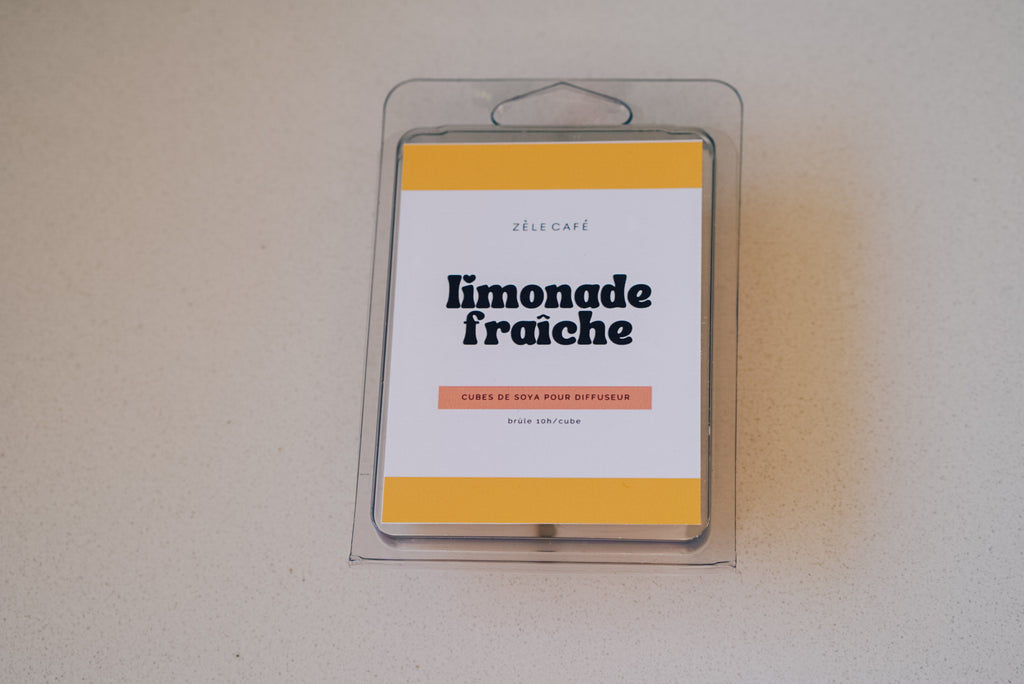 ZÈLE CAFÉ
limonade
fraîche
CUBES DE SOYA POUR DIFFUSEUR
brûle 10h/cube